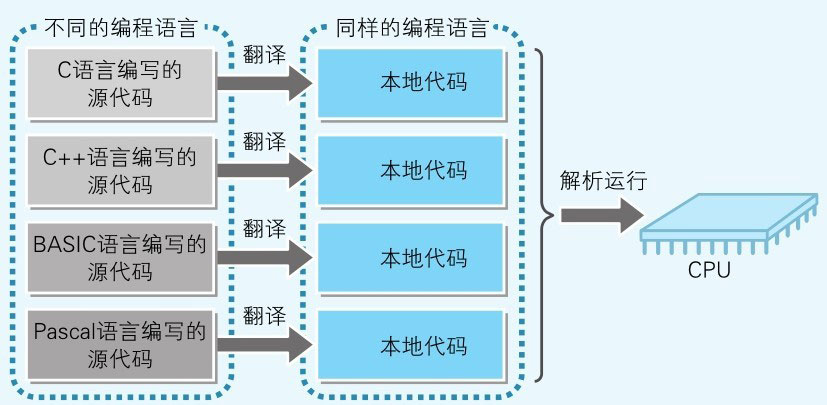 不同的编程语言
同样的编程语言
C语言编写的
源代码
翻译
本地代码
C++语言编写的
源代码
翻译
本地代码
BASIC语言编写的
源代码
翻译
本地代码
Pascal语言编写的
源代码
翻译
本地代码
解析运行
CPU